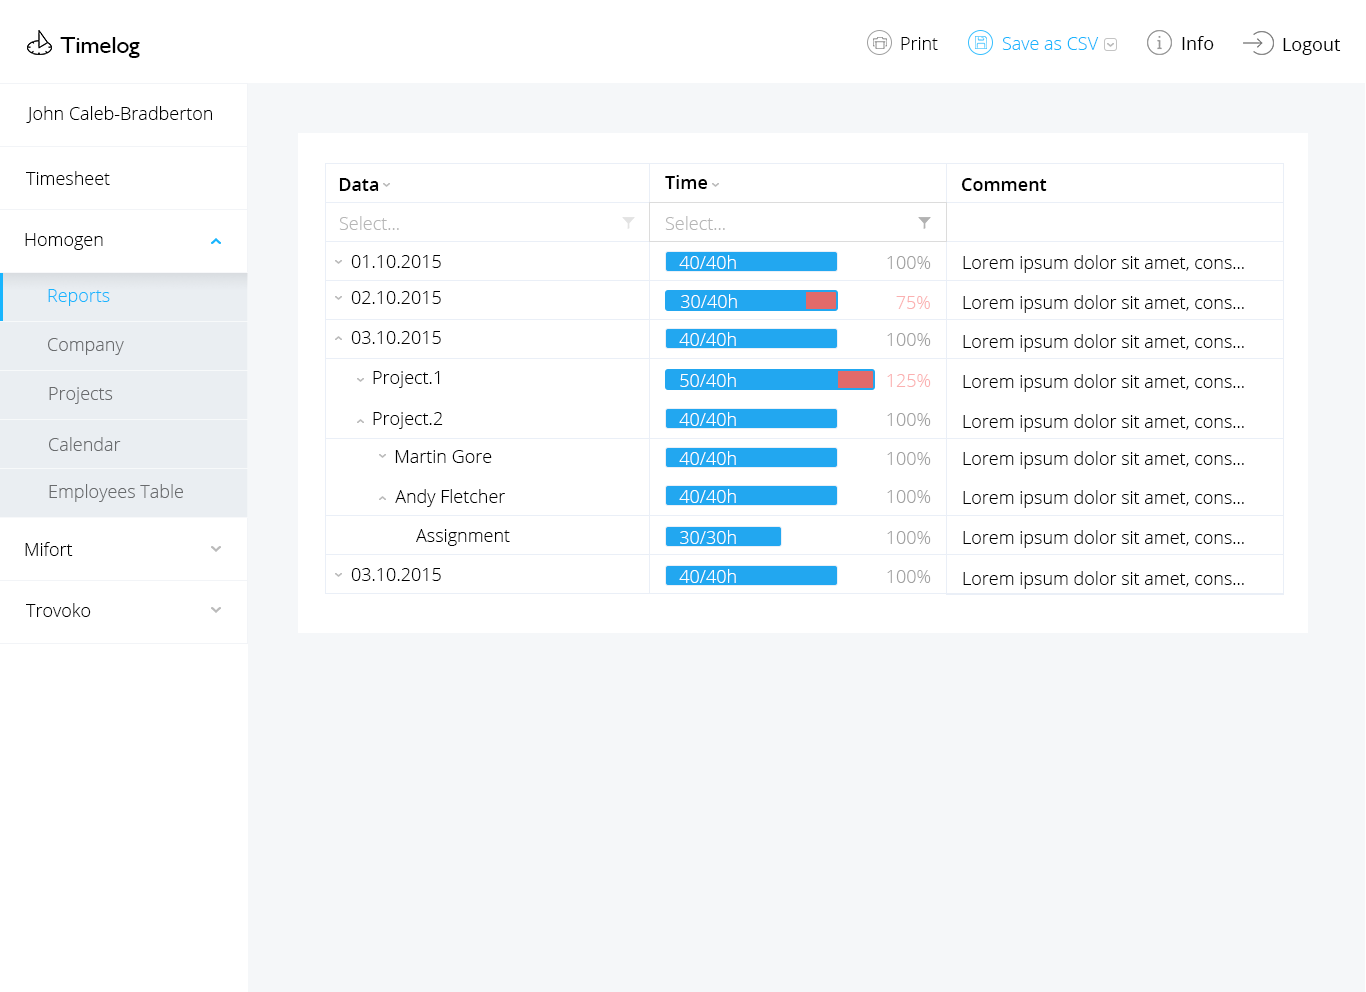 Timelog
Print Save as CSV Info Logout
John Caleb-Bradberton
Timesheet
Homogen
Reports
Company
Projects
Calendar
Employees Table
Mifort
Trovoko
Data Time Comment
Select... Select...
01.10.2015 40/40h 100% Lorem ipsum dolor sit amet, cons...
02.10.2015 30/40h 75% Lorem ipsum dolor sit amet, cons...
03.10.2015 40/40h 100% Lorem ipsum dolor sit amet, cons...
Project.1 50/40h 125% Lorem ipsum dolor sit amet, cons...
Project.2 40/40h 100% Lorem ipsum dolor sit amet, cons...
Martin Gore 40/40h 100% Lorem ipsum dolor sit amet, cons...
Andy Fletcher 40/40h 100% Lorem ipsum dolor sit amet, cons...
Assignment 30/30h 100% Lorem ipsum dolor sit amet, cons...
03.10.2015 40/40h 100% Lorem ipsum dolor sit amet, cons...